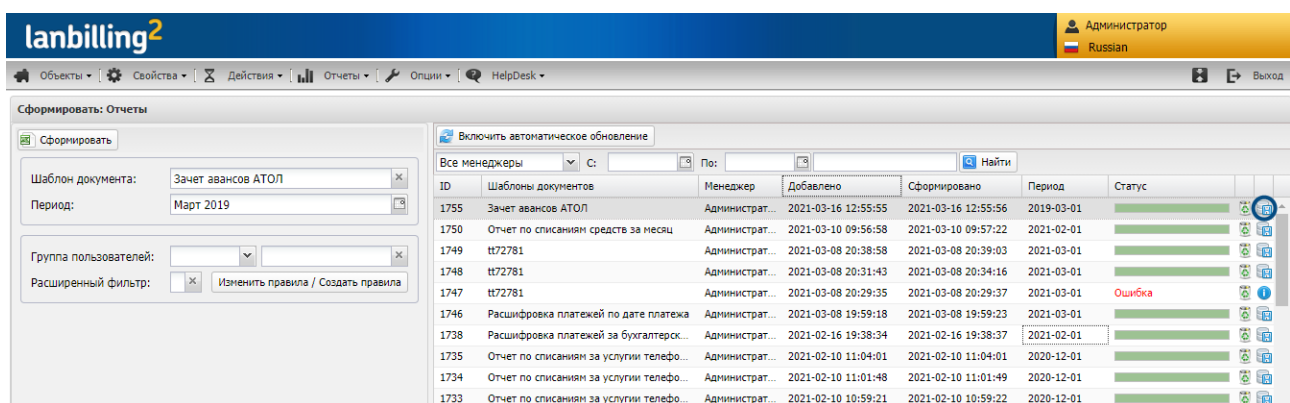 lanbilling2
Администратор
Russian
Объекты Свойства Действия Отчеты Опции HelpDesk Выход
Сформировать: Отчеты
Сформировать
Шаблон документа: Зачет авансов АТОЛ
Период: Март 2019
Группа пользователей:
Расширенный фильтр: Изменить правила / Создать правила
Включить автоматическое обновление
Все менеджеры С: По: Найти
ID Шаблоны документов Менеджер Добавлено Сформировано Период Статус
1755 Зачет авансов АТОЛ Администрат... 2021-03-16 12:55:55 2021-03-16 12:55:56 2019-03-01
1750 Отчет по списаниям средств за месяц Администрат... 2021-03-10 09:56:58 2021-03-10 09:57:22 2021-02-01
1749 tt72781 Администрат... 2021-03-08 20:38:58 2021-03-08 20:39:03 2021-03-01
1748 tt72781 Администрат... 2021-03-08 20:31:43 2021-03-08 20:34:16 2021-03-01
1747 tt72781 Администрат... 2021-03-08 20:29:35 2021-03-08 20:29:37 2021-03-01 Ошибка
1746 Расшифровка платежей по дате платежа Администрат... 2021-03-08 19:59:18 2021-03-08 19:59:23 2021-03-01
1738 Расшифровка платежей за бухгалтерск... Администрат... 2021-02-16 19:38:34 2021-02-16 19:38:37 2021-02-01
1735 Отчет по списаниям за услугии телефо... Администрат... 2021-02-10 11:04:01 2021-02-10 11:04:01 2020-12-01
1734 Отчет по списаниям за услугии телефо... Администрат... 2021-02-10 11:01:48 2021-02-10 11:01:49 2020-12-01
1733 Отчет по списаниям за услугии телефо... Администрат... 2021-02-10 10:59:21 2021-02-10 10:59:22 2020-12-01